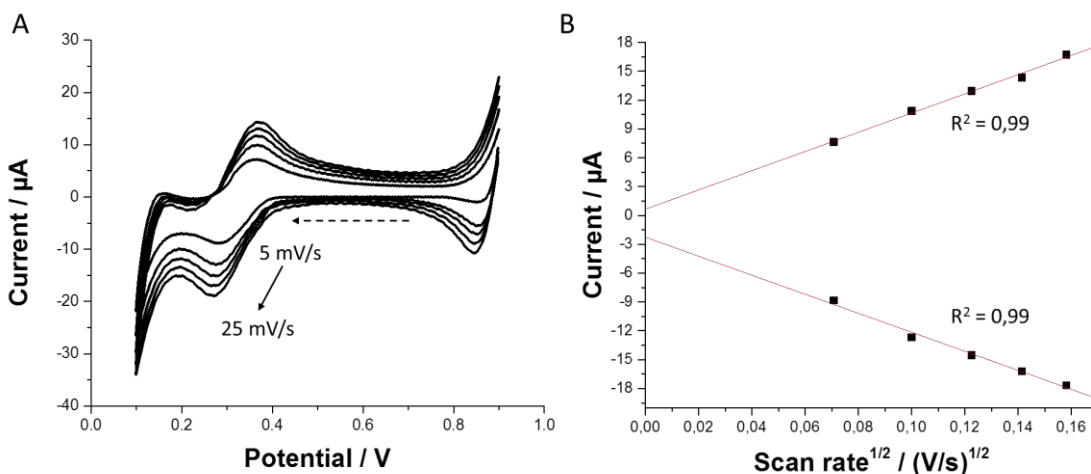 A
30
20
10
0
-10
-20
-30
-40
Current / µA
5 mV/s
25 mV/s
0.0 0.2 0.4 0.6 0.8 1.0
Potential / V
B
18
15
12
9
6
3
0
-3
-6
-9
-12
-15
-18
Current / µA
R² = 0,99
R² = 0,99
0,00 0,02 0,04 0,06 0,08 0,10 0,12 0,14 0,16
Scan rate^1/2 / (V/s)^1/2